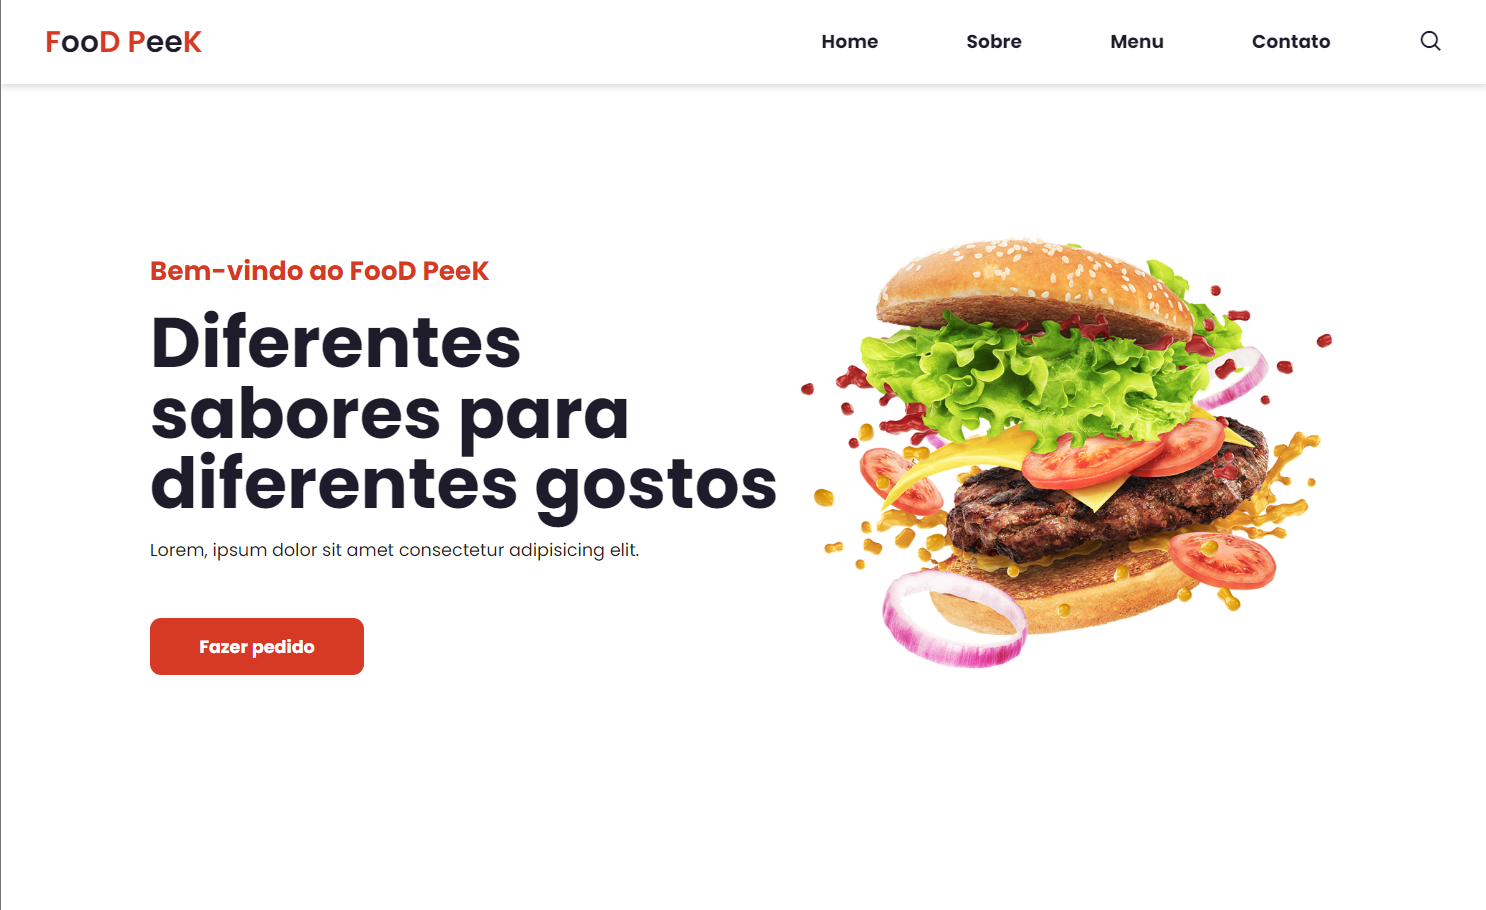 FooD PeeK
Home
Sobre
Menu
Contato
Bem-vindo ao FooD PeeK
Diferentes
sabores para
diferentes gostos
Lorem, ipsum dolor sit amet consectetur adipisicing elit.
Fazer pedido